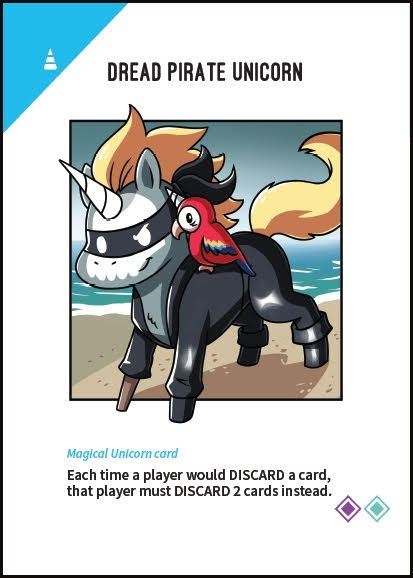 DREAD PIRATE UNICORN
Magical Unicorn card
Each time a player would DISCARD a card,
that player must DISCARD 2 cards instead.